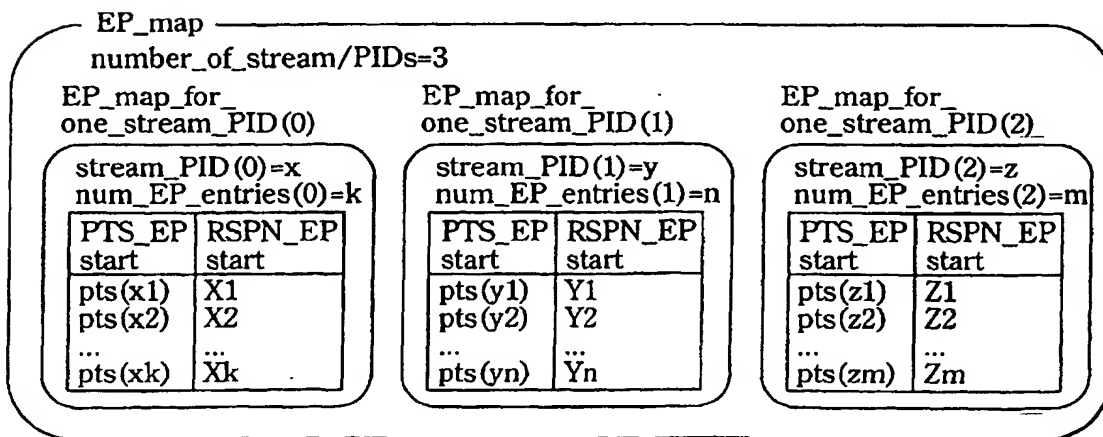 EP_map
number_of_stream/PIDs=3
EP_map_for_
one_stream_PID(0)
stream_PID(0)=x
num_EP_entries(0)=k
PTS_EP RSPN_EP
start start
pts(x1) X1
pts(x2) X2
... ...
pts(xk) Xk
EP_map_for_
one_stream_PID(1)
stream_PID(1)=y
num_EP_entries(1)=n
PTS_EP RSPN_EP
start start
pts(y1) Y1
pts(y2) Y2
... ...
pts(yn) Yn
EP_map_for_
one_stream_PID(2)
stream_PID(2)=z
num_EP_entries(2)=m
PTS_EP RSPN_EP
start start
pts(z1) Z1
pts(z2) Z2
... ...
pts(zm) Zm